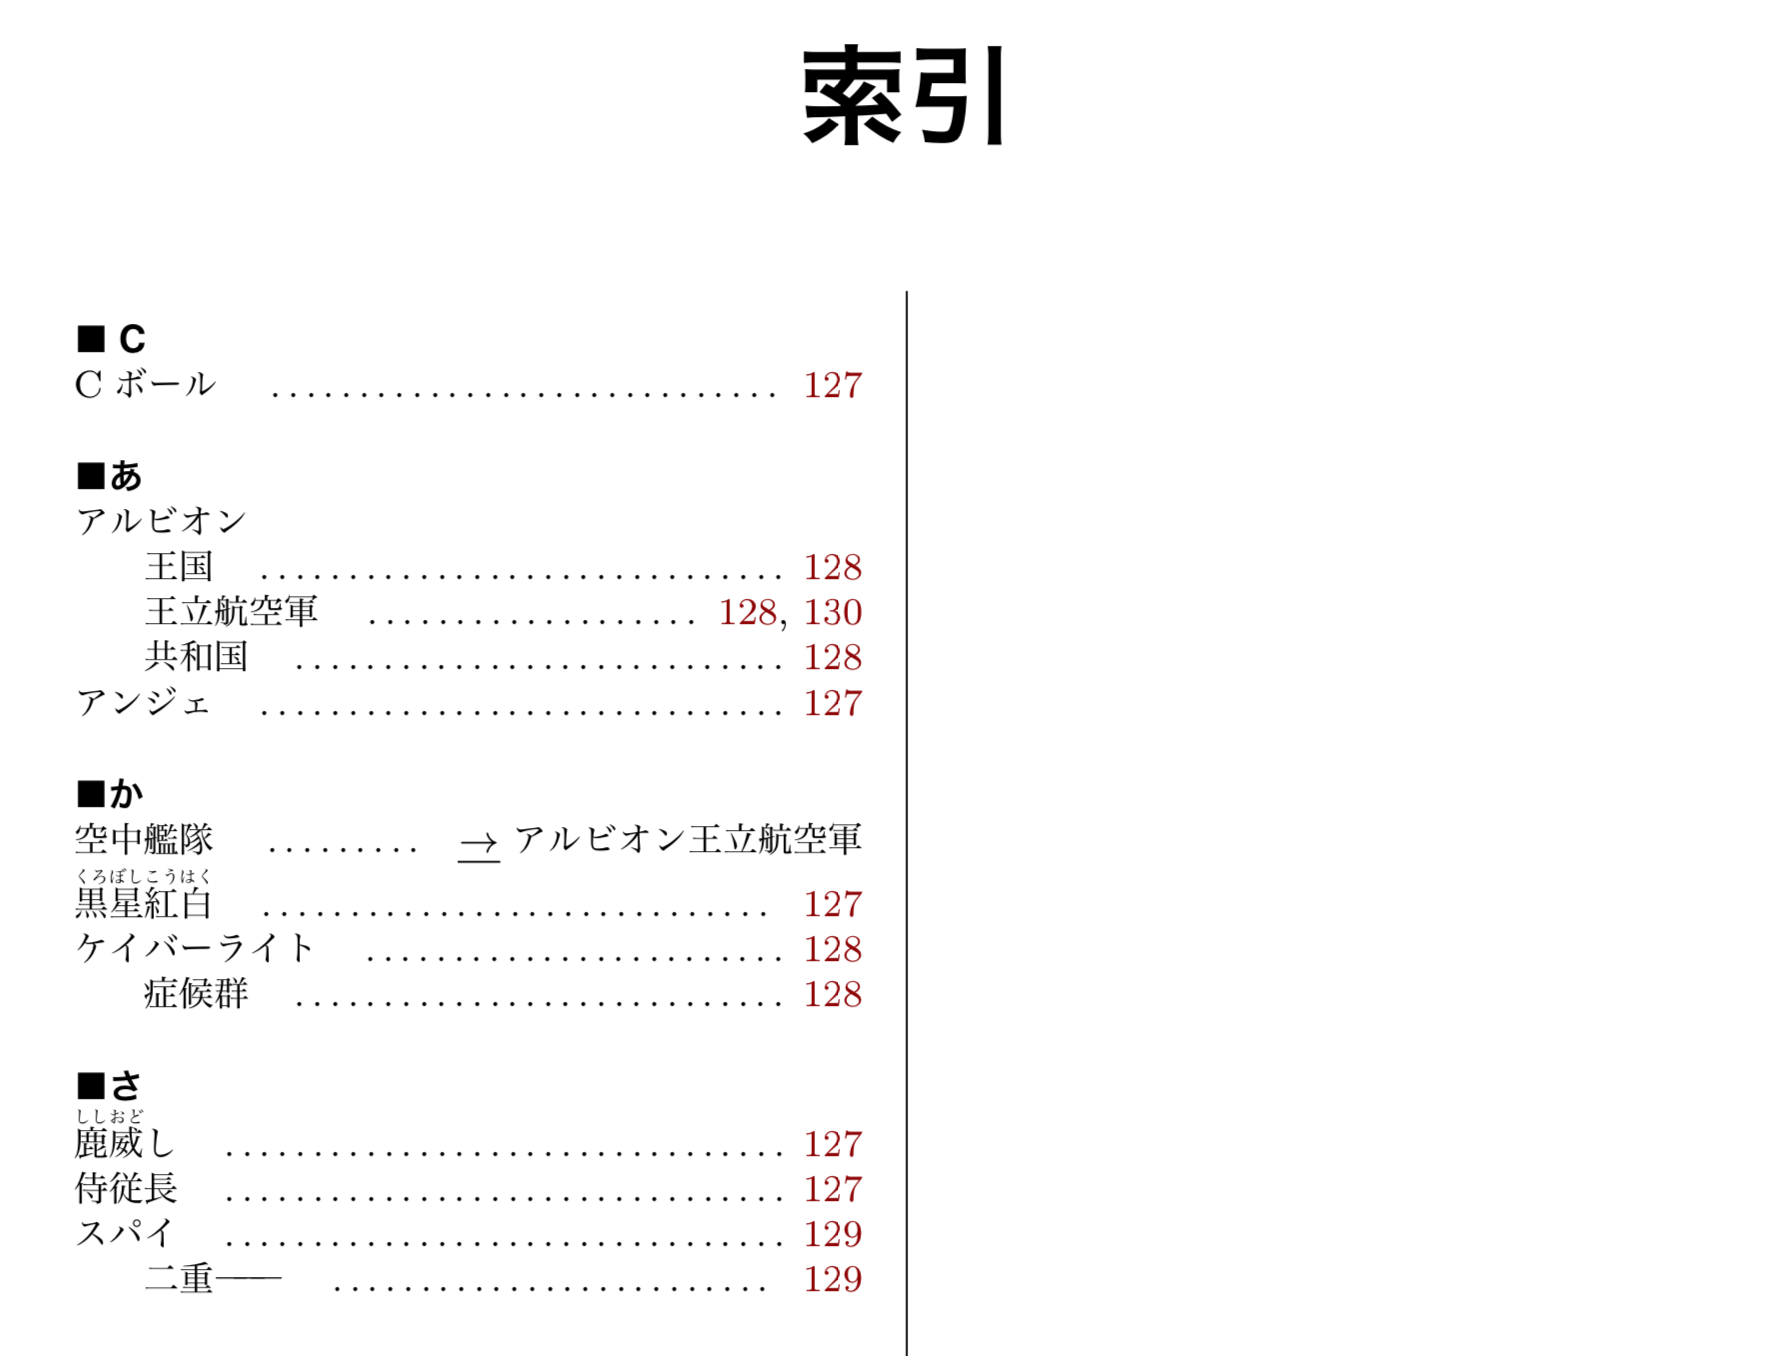 索引
■ C
C ボール ............................. 127
■あ
アルビオン
王国 .............................. 128
王立航空軍 ................... 128, 130
共和国 ............................ 128
アンジェ .............................. 127
■か
空中艦隊 ......... → アルビオン王立航空軍
くろぼしこうはく
黒星紅白 ............................. 127
ケイバーライト ........................ 128
症候群 ............................ 128
■さ
ししおど
鹿威し ................................ 127
侍従長 ................................ 127
スパイ ................................ 129
二重―― ......................... 129